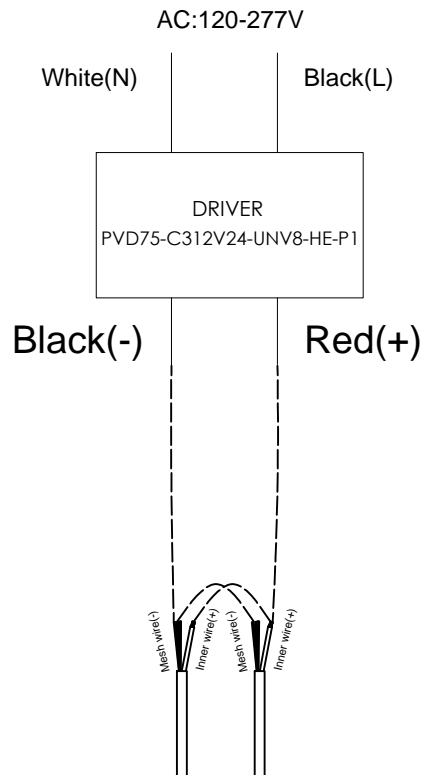 AC:120-277V
White(N)
Black(L)
DRIVER
PVD75-C312V24-UNV8-HE-P1
Black(-)
Red(+)
Mesh wire(-)
Inner wire(+)
Mesh wire(-)
Inner wire(+)